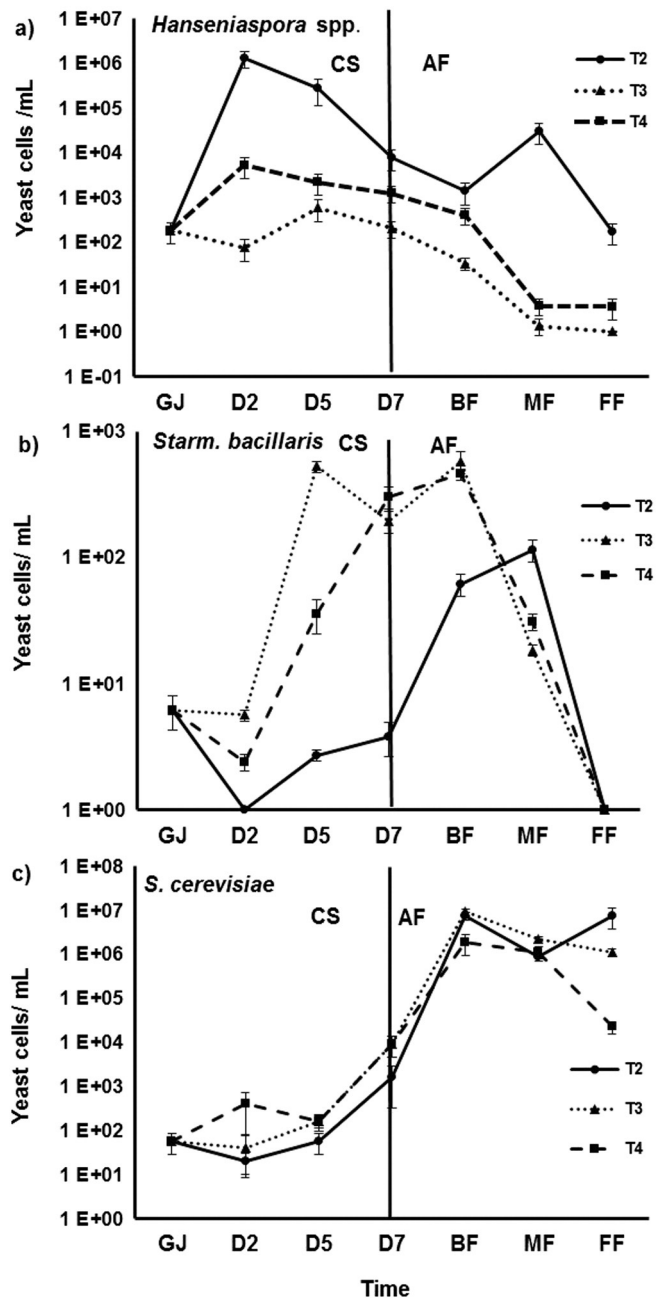 a)
Hanseniaspora spp.
CS
AF
T2
T3
T4
Yeast cells /mL
1 E+07
1 E+06
1 E+05
1 E+04
1 E+03
1 E+02
1 E+01
1 E+00
1 E-01
GJ D2 D5 D7 BF MF FF
b)
Starm. bacillaris
CS
AF
T2
T3
T4
Yeast cells/ mL
1 E+03
1 E+02
1 E+01
1 E+00
GJ D2 D5 D7 BF MF FF
c)
S. cerevisiae
CS
AF
T2
T3
T4
Yeast cells/ mL
1 E+08
1 E+07
1 E+06
1 E+05
1 E+04
1 E+03
1 E+02
1 E+01
1 E+00
GJ D2 D5 D7 BF MF FF
Time